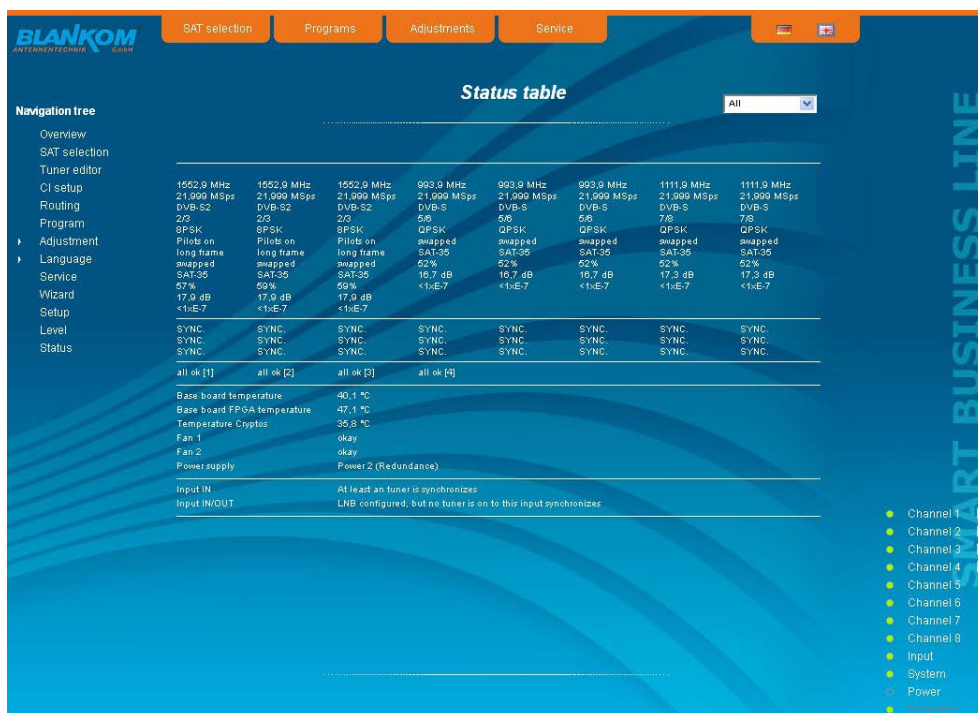 BLANKOM
ANTENNENTECHNIK GmbH
SAT selection Programs Adjustments Service
Status table
All
Navigation tree
Overview
SAT selection
Tuner editor
CI setup
Routing
Program
Adjustment
Language
Service
Wizard
Setup
Level
Status
1552,9 MHz 1552,9 MHz 1552,9 MHz 993,9 MHz 993,9 MHz 993,9 MHz 1111,9 MHz 1111,9 MHz
21,999 MSps 21,999 MSps 21,999 MSps 21,999 MSps 21,999 MSps 21,999 MSps 21,999 MSps 21,999 MSps
DVB-S2 DVB-S2 DVB-S2 DVB-S DVB-S DVB-S DVB-S DVB-S
2/3 2/3 2/3 5/6 5/6 5/6 7/8 7/8
8PSK 8PSK 8PSK QPSK QPSK QPSK QPSK QPSK
Pilots on Pilots on Pilots on swapped swapped swapped swapped swapped
long frame long frame long frame SAT-35 SAT-35 SAT-35 SAT-35 SAT-35
swapped swapped swapped 52% 52% 52% 52% 52%
SAT-35 SAT-35 SAT-35 16,7 dB 16,7 dB 16,7 dB 17,3 dB 17,3 dB
57% 59% 59% <1xE-7 <1xE-7 <1xE-7 <1xE-7 <1xE-7
17,9 dB 17,9 dB 17,9 dB
<1xE-7 <1xE-7 <1xE-7
SYNC. SYNC. SYNC. SYNC. SYNC. SYNC. SYNC. SYNC.
SYNC. SYNC. SYNC. SYNC. SYNC. SYNC. SYNC. SYNC.
SYNC. SYNC. SYNC. SYNC. SYNC. SYNC. SYNC. SYNC.
all ok [1] all ok [2] all ok [3] all ok [4]
Base board temperature 40,1 °C
Base board FPGA temperature 47,1 °C
Temperature Cryptos 35,8 °C
Fan 1 okay
Fan 2 okay
Power supply Power 2 (Redundance)
Input IN At least an tuner is synchronizes
Input IN/OUT LNB configured, but no tuner is on to this input synchronizes
SMART BUSINESS LINE
Channel 1
Channel 2
Channel 3
Channel 4
Channel 5
Channel 6
Channel 7
Channel 8
Input
System
Power